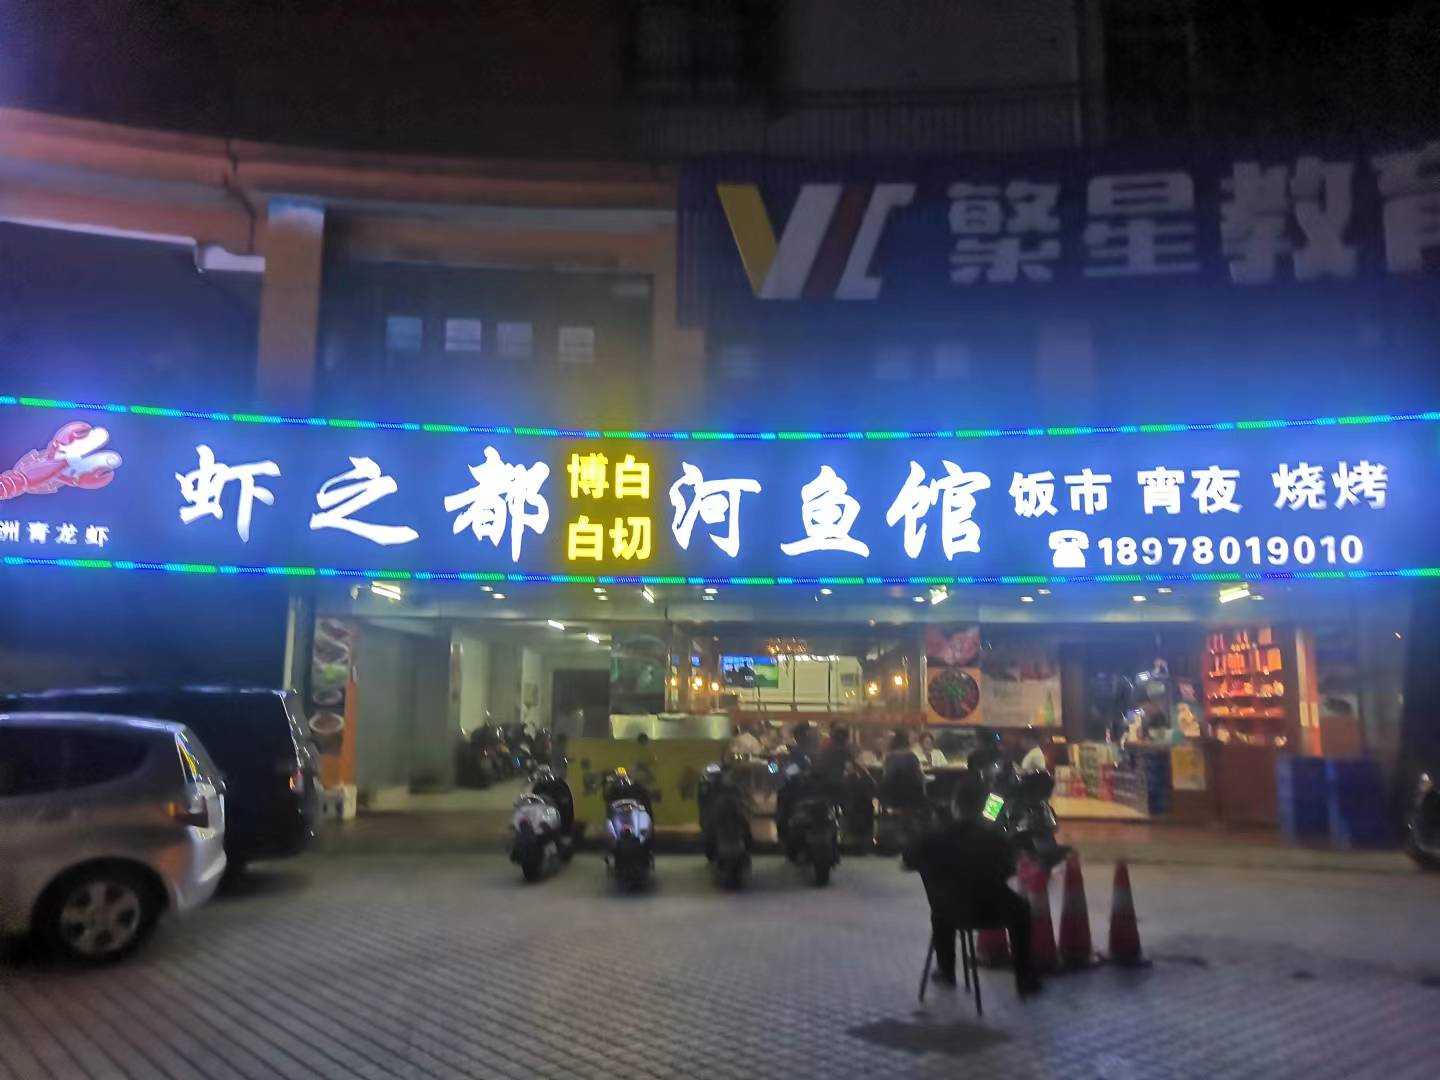 繁星教育
虾之都
博白
白切
河鱼馆
饭市 宵夜 烧烤
☎18978019010
洲青龙虾